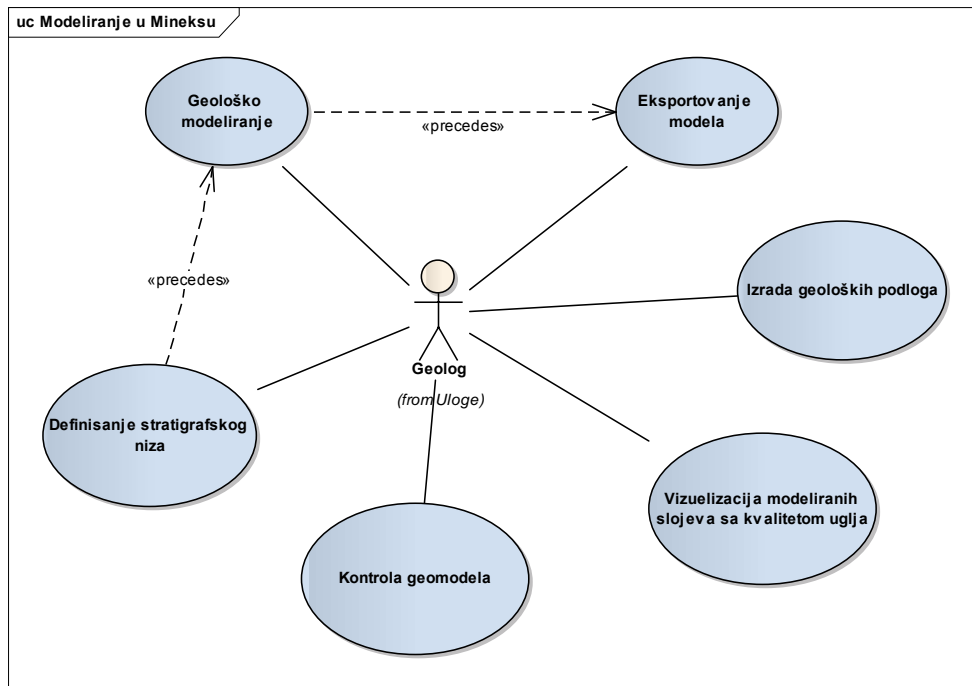 uc Modeliranje u Mineksu
Geološko
modeliranje
Eksportovanje
modela
«precedes»
Izrada geoloških podloga
«precedes»
Geolog
(from Uloge)
Definisanje stratigrafskog
niza
Vizuelizacija modeliranih
slojeva sa kvalitetom uglja
Kontrola geomodela